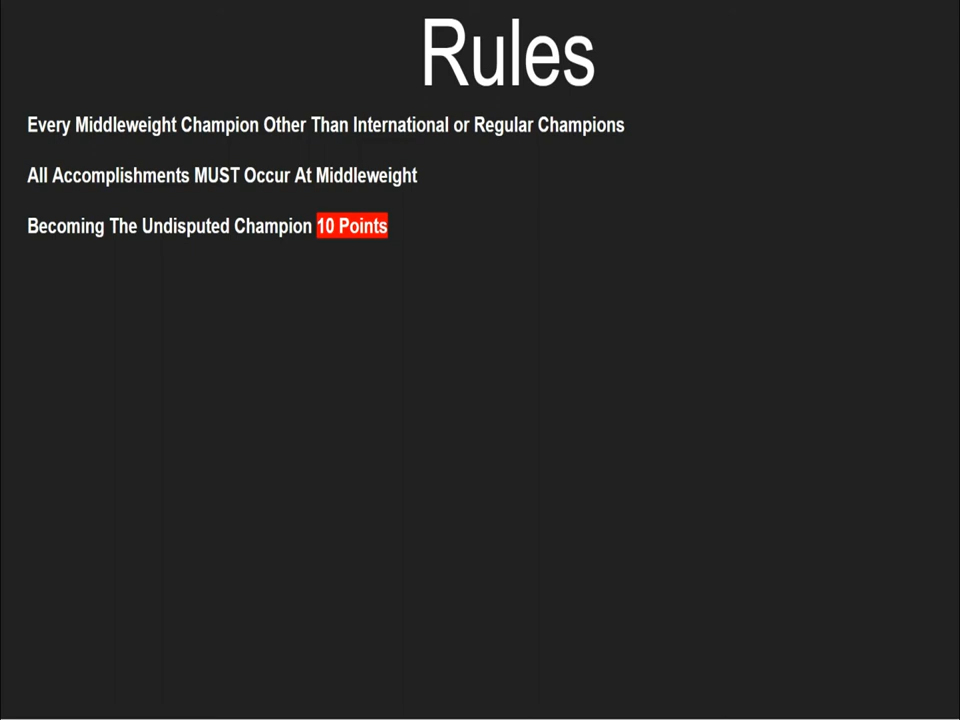 Rules
Every Middleweight Champion Other Than International or Regular Champions
All Accomplishments MUST Occur At Middleweight
Becoming The Undisputed Champion 10 Points